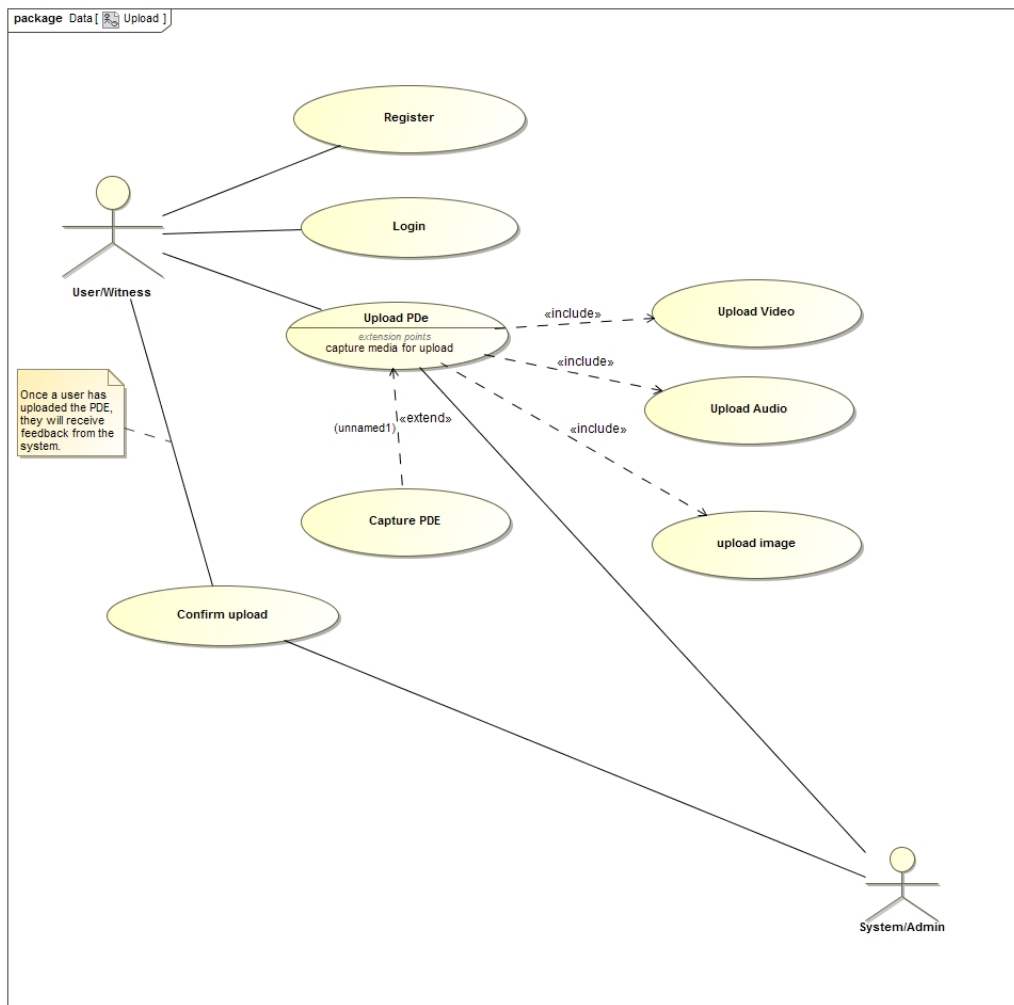 package Data [ Upload ]
Register
Login
User/Witness
Upload PDe
extension points
capture media for upload
«include»
Upload Video
«include»
Upload Audio
«include»
upload image
(unnamed1)
«extend»
Capture PDE
Once a user has
uploaded the PDE,
they will receive
feedback from the
system.
Confirm upload
System/Admin